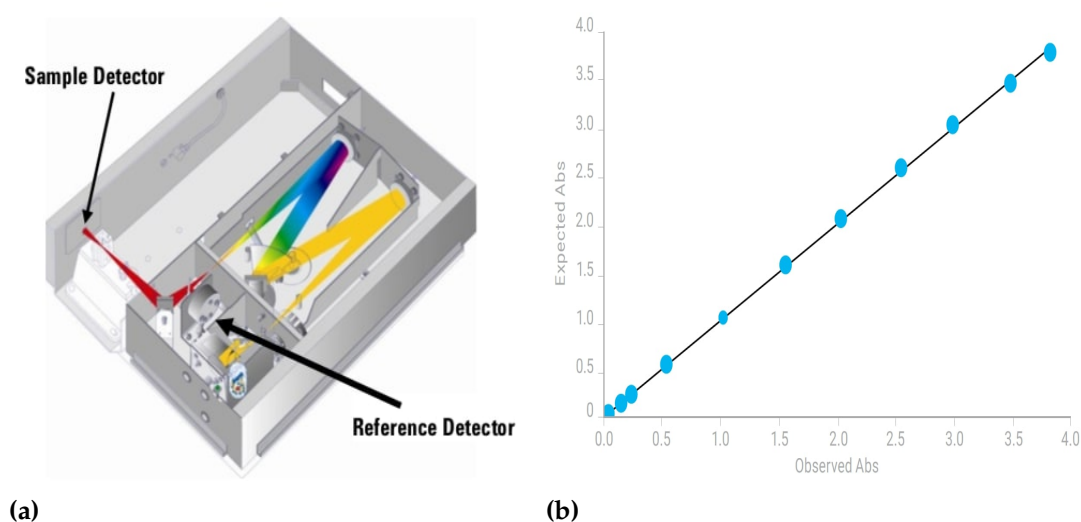 Sample Detector
Reference Detector
(a)
4.0
3.5
3.0
2.5
2.0
1.5
1.0
0.5
0
Expected Abs
0.0 0.5 1.0 1.5 2.0 2.5 3.0 3.5 4.0
Observed Abs
(b)